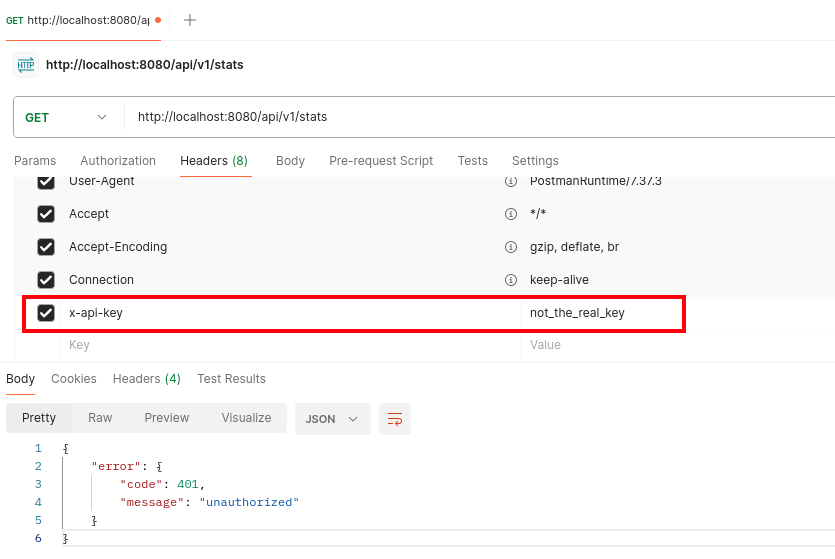 GET http://localhost:8080/ap
HTTP http://localhost:8080/api/v1/stats
GET http://localhost:8080/api/v1/stats
Params Authorization Headers (8) Body Pre-request Script Tests Settings
User-Agent PostmanRuntime/7.37.3
Accept */*
Accept-Encoding gzip, deflate, br
Connection keep-alive
x-api-key not_the_real_key
Key Value
Body Cookies Headers (4) Test Results
Pretty Raw Preview Visualize JSON
1 {
2 "error": {
3 "code": 401,
4 "message": "unauthorized"
5 }
6 }